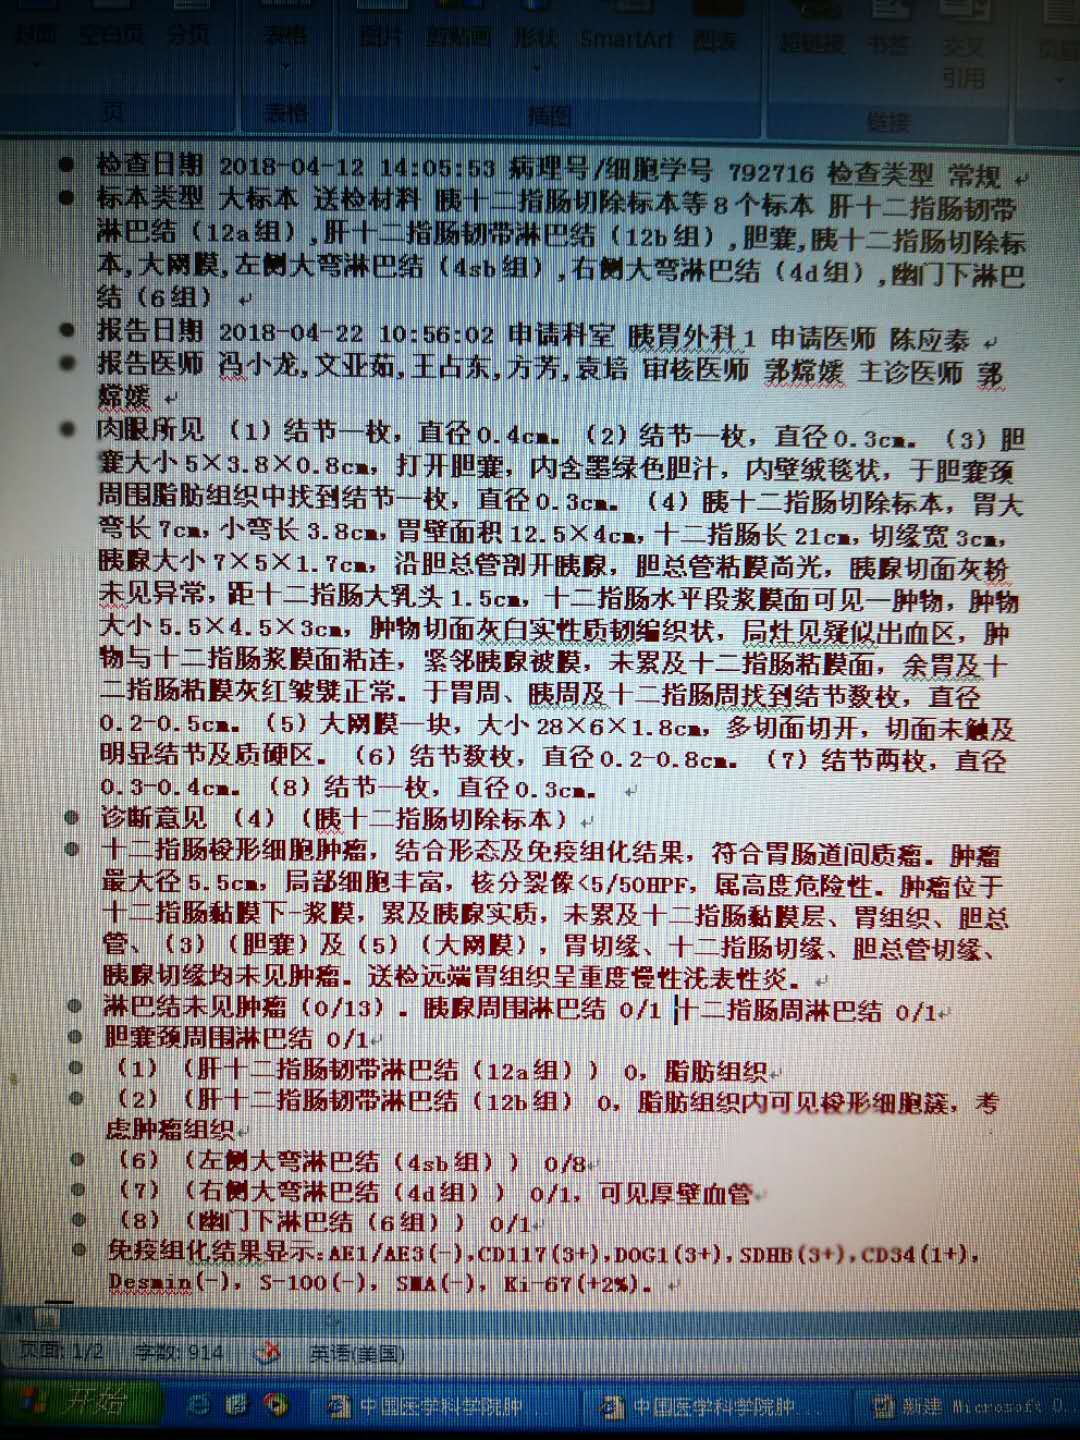 封面 空白页 分页 表格 图片 剪贴画 形状 SmartArt 图表 超链接 书签 交叉
引用
页 表格 插图 链接
检查日期 2018-04-12 14:05:53 病理号/细胞学号 792716 检查类型 常规
标本类型 大标本 送检材料 胰十二指肠切除标本等8个标本 肝十二指肠韧带
淋巴结（12a组）,肝十二指肠韧带淋巴结（12b组）,胆囊,胰十二指肠切除标
本,大网膜,左侧大弯淋巴结（4sb组）,右侧大弯淋巴结（4d组）,幽门下淋巴
结（6组）
报告日期 2018-04-22 10:56:02 申请科室 胰胃外科1 申请医师 陈应泰
报告医师 冯小龙,文亚茹,王占东,方芳,袁培 审核医师 郭嫦媛 主诊医师 郭
嫦媛
肉眼所见 （1）结节一枚，直径0.4cm。（2）结节一枚，直径0.3cm。（3）胆
囊大小5×3.8×0.8cm，打开胆囊，内含墨绿色胆汁，内壁绒毯状，于胆囊颈
周围脂肪组织中找到结节一枚，直径0.3cm。（4）胰十二指肠切除标本，胃大
弯长7cm，小弯长3.8cm，胃壁面积12.5×4cm，十二指肠长21cm，切缘宽3cm，
胰腺大小7×5×1.7cm，沿胆总管剖开胰腺，胆总管粘膜尚光，胰腺切面灰粉
未见异常，距十二指肠大乳头1.5cm，十二指肠水平段浆膜面可见一肿物，肿物
大小5.5×4.5×3cm，肿物切面灰白实性质韧编织状，局灶见疑似出血区，肿
物与十二指肠浆膜面粘连，紧邻胰腺被膜，未累及十二指肠粘膜面，余胃及十
二指肠粘膜灰红皱襞正常。于胃周、胰周及十二指肠周找到结节数枚，直径
0.2-0.5cm。（5）大网膜一块，大小28×6×1.8cm，多切面切开，切面未触及
明显结节及质硬区。（6）结节数枚，直径0.2-0.8cm。（7）结节两枚，直径
0.3-0.4cm。（8）结节一枚，直径0.3cm。
诊断意见 （4）（胰十二指肠切除标本）
十二指肠梭形细胞肿瘤，结合形态及免疫组化结果，符合胃肠道间质瘤。肿瘤
最大径5.5cm，局部细胞丰富，核分裂像<5/50HPF，属高度危险性。肿瘤位于
十二指肠黏膜下-浆膜，累及胰腺实质，未累及十二指肠黏膜层、胃组织、胆总
管、（3）（胆囊）及（5）（大网膜），胃切缘、十二指肠切缘、胆总管切缘、
胰腺切缘均未见肿瘤。送检远端胃组织呈重度慢性浅表性炎。
淋巴结未见肿瘤（0/13）。胰腺周围淋巴结 0/1 十二指肠周淋巴结 0/1
胆囊颈周围淋巴结 0/1
（1）（肝十二指肠韧带淋巴结（12a组）） 0，脂肪组织
（2）（肝十二指肠韧带淋巴结（12b组） 0，脂肪组织内可见梭形细胞簇，考
虑肿瘤组织
（6）（左侧大弯淋巴结（4sb组）） 0/8
（7）（右侧大弯淋巴结（4d组）） 0/1，可见厚壁血管
（8）（幽门下淋巴结（6组）） 0/1
免疫组化结果显示:AE1/AE3(-),CD117(3+),DOG1(3+),SDHB(3+),CD34(1+),
Desmin(-), S-100(-), SMA(-), Ki-67(+2%)。
页面: 1/2 字数: 914 英语(美国)
开始 中国医学科学院肿... 中国医学科学院肿... 新建 Microsoft O...